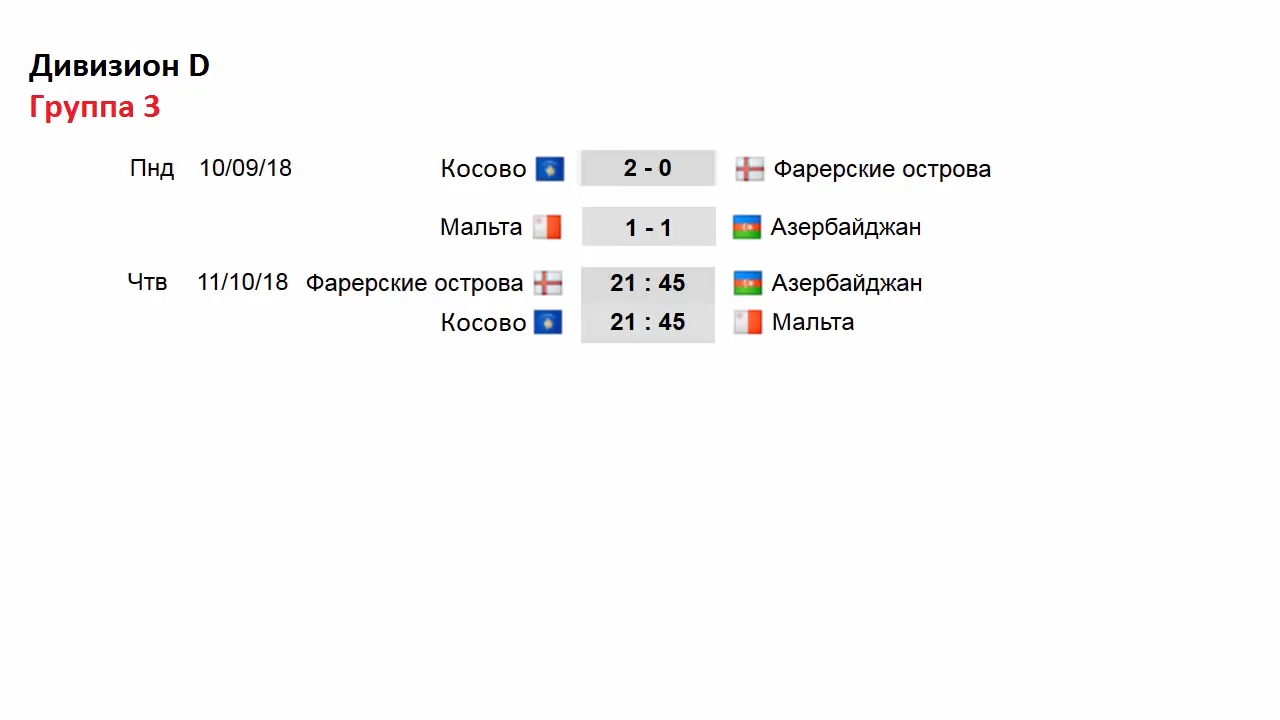 Дивизион D
Группа 3
Пнд 10/09/18 Косово 2 - 0 Фарерские острова
Мальта 1 - 1 Азербайджан
Чтв 11/10/18 Фарерские острова 21 : 45 Азербайджан
Косово 21 : 45 Мальта